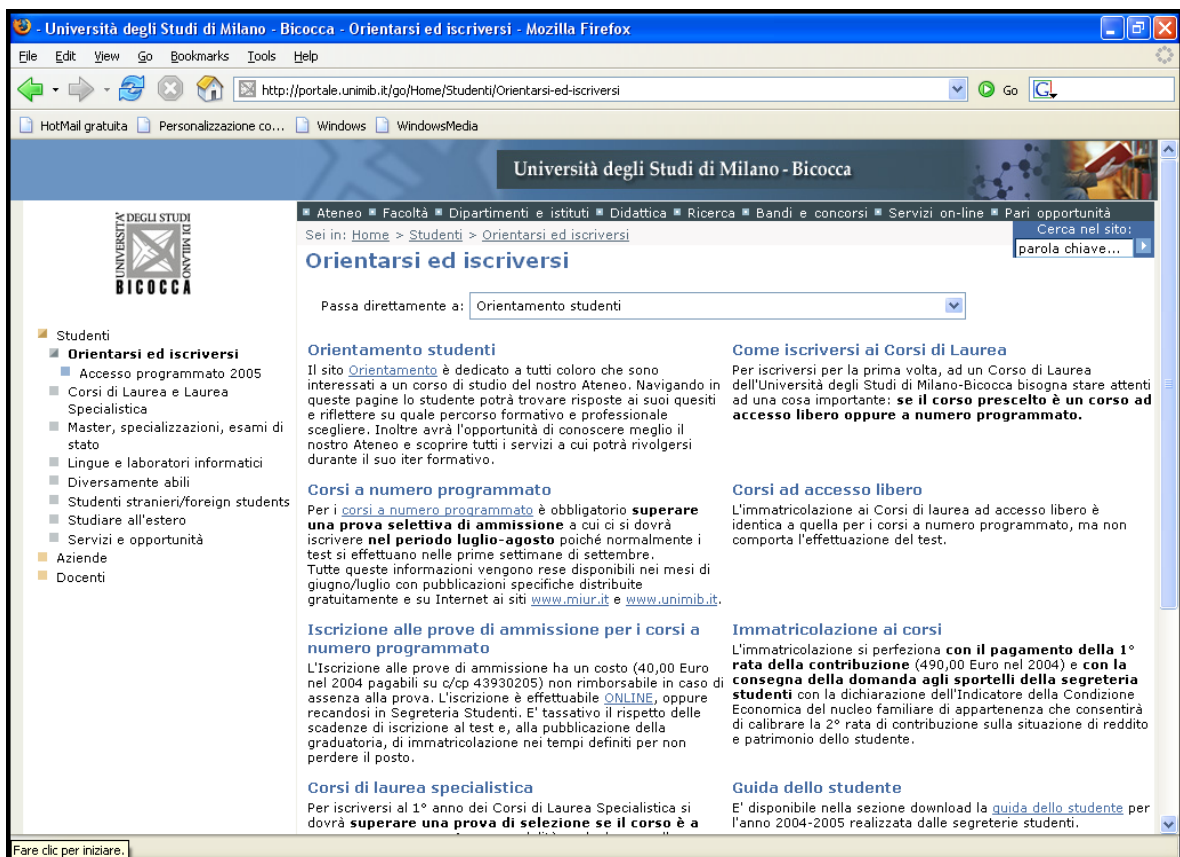 - Università degli Studi di Milano - Bicocca - Orientarsi ed iscriversi - Mozilla Firefox
File Edit View Go Bookmarks Tools Help
http://portale.unimib.it/go/Home/Studenti/Orientarsi-ed-iscriversi
Go
G
HotMail gratuita Personalizzazione co... Windows WindowsMedia
Università degli Studi di Milano - Bicocca
UNIVERSITÀ DEGLI STUDI DI MILANO
BICOCCA
Ateneo Facoltà Dipartimenti e istituti Didattica Ricerca Bandi e concorsi Servizi on-line Pari opportunità
Sei in: Home > Studenti > Orientarsi ed iscriversi
Cerca nel sito:
parola chiave...
Orientarsi ed iscriversi
Passa direttamente a: Orientamento studenti
Studenti
Orientarsi ed iscriversi
Accesso programmato 2005
Corsi di Laurea e Laurea
Specialistica
Master, specializzazioni, esami di
stato
Lingue e laboratori informatici
Diversamente abili
Studenti stranieri/foreign students
Studiare all'estero
Servizi e opportunità
Aziende
Docenti
Orientamento studenti
Il sito Orientamento è dedicato a tutti coloro che sono
interessati a un corso di studio del nostro Ateneo. Navigando in
queste pagine lo studente potrà trovare risposte ai suoi quesiti
e riflettere su quale percorso formativo e professionale
scegliere. Inoltre avrà l'opportunità di conoscere meglio il
nostro Ateneo e scoprire tutti i servizi a cui potrà rivolgersi
durante il suo iter formativo.
Come iscriversi ai Corsi di Laurea
Per iscriversi per la prima volta, ad un Corso di Laurea
dell'Università degli Studi di Milano-Bicocca bisogna stare attenti
ad una cosa importante: se il corso prescelto è un corso ad
accesso libero oppure a numero programmato.
Corsi a numero programmato
Per i corsi a numero programmato è obbligatorio superare
una prova selettiva di ammissione a cui ci si dovrà
iscrivere nel periodo luglio-agosto poiché normalmente i
test si effettuano nelle prime settimane di settembre.
Tutte queste informazioni vengono rese disponibili nei mesi di
giugno/luglio con pubblicazioni specifiche distribuite
gratuitamente e su Internet ai siti www.miur.it e www.unimib.it.
Corsi ad accesso libero
L'immatricolazione ai Corsi di laurea ad accesso libero è
identica a quella per i corsi a numero programmato, ma non
comporta l'effettuazione del test.
Iscrizione alle prove di ammissione per i corsi a
numero programmato
L'Iscrizione alle prove di ammissione ha un costo (40,00 Euro
nel 2004 pagabili su c/cp 43930205) non rimborsabile in caso di
assenza alla prova. L'iscrizione è effettuabile ONLINE, oppure
recandosi in Segreteria Studenti. E' tassativo il rispetto delle
scadenze di iscrizione al test e, alla pubblicazione della
graduatoria, di immatricolazione nei tempi definiti per non
perdere il posto.
Immatricolazione ai corsi
L'immatricolazione si perfeziona con il pagamento della 1°
rata della contribuzione (490,00 Euro nel 2004) e con la
consegna della domanda agli sportelli della segreteria
studenti con la dichiarazione dell'Indicatore della Condizione
Economica del nucleo familiare di appartenenza che consentirà
di calibrare la 2° rata di contribuzione sulla situazione di reddito
e patrimonio dello studente.
Corsi di laurea specialistica
Per iscriversi al 1° anno dei Corsi di Laurea Specialistica si
dovrà superare una prova di selezione se il corso è a
Guida dello studente
E' disponibile nella sezione download la guida dello studente per
l'anno 2004-2005 realizzata dalle segreterie studenti.
Fare clic per iniziare.